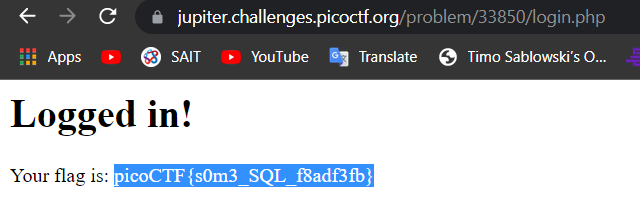 jupiter.challenges.picoctf.org/problem/33850/login.php
Apps SAIT YouTube Translate Timo Sablowski's O...
Logged in!
Your flag is: picoCTF{s0m3_SQL_f8adf3fb}